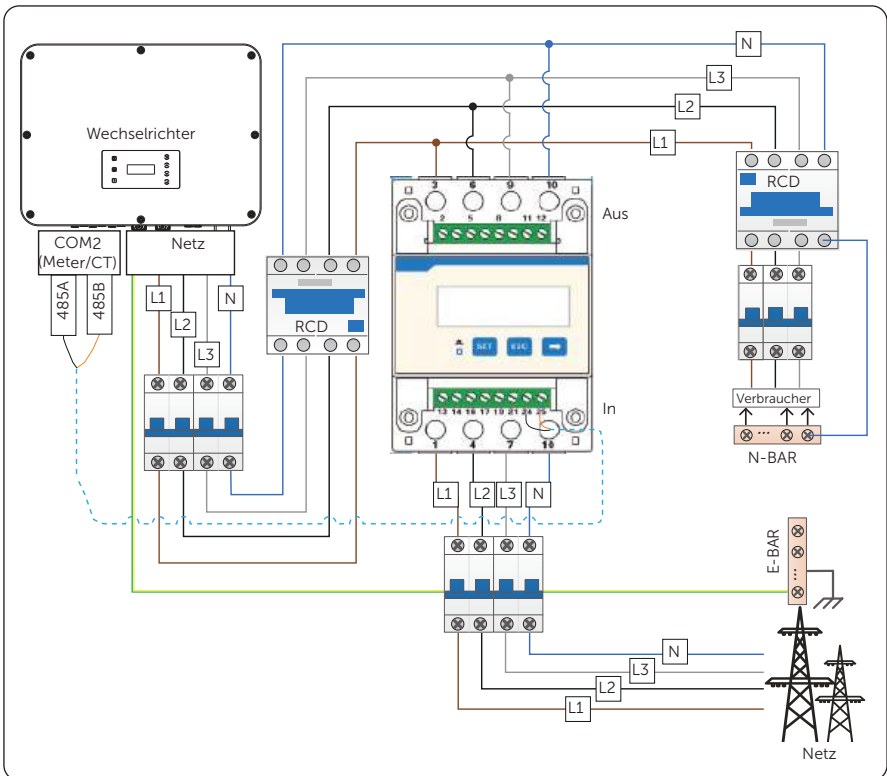 N
L3
L2
L1
Wechselrichter
COM2
(Meter/CT)
Netz
485A
485B
L1
L2
L3
N
RCD
3 6 9 10
2 5 8 11 12
Aus
SET ESC
In
13 14 16 17 19 21 24 25
1 4 7 10
L1 L2 L3 N
RCD
Verbraucher
...
N-BAR
E-BAR
...
N
L3
L2
L1
Netz